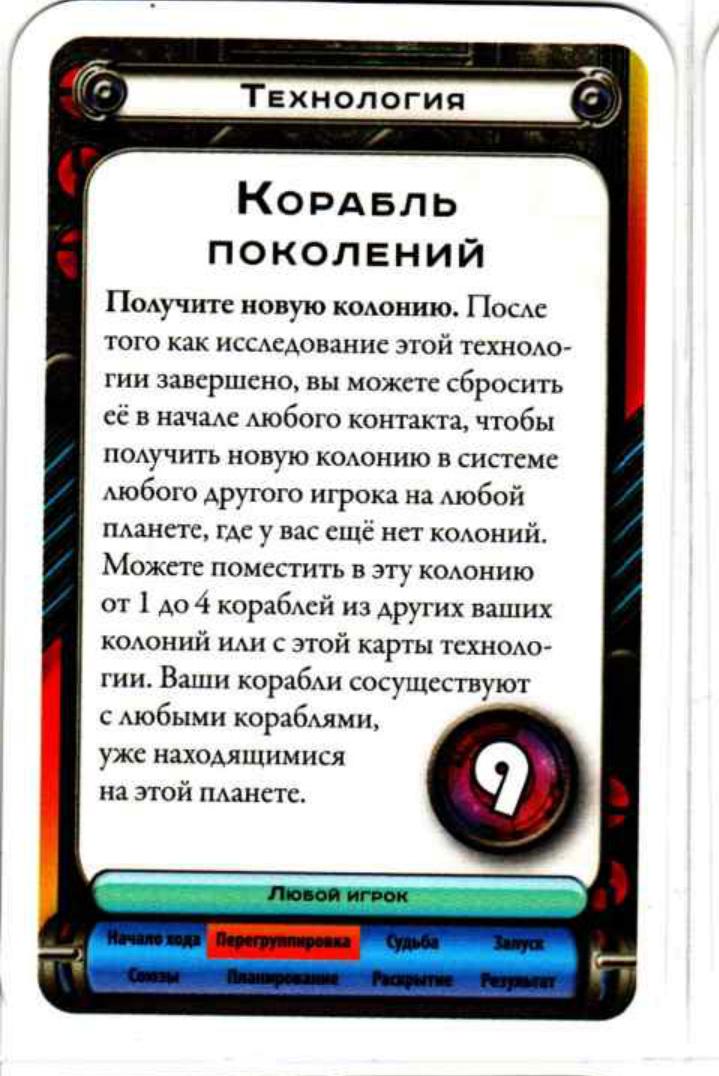 Технология
Корабль
поколений
Получите новую колонию. После
того как исследование этой техноло-
гии завершено, вы можете сбросить
её в начале любого контакта, чтобы
получить новую колонию в системе
любого другого игрока на любой
планете, где у вас ещё нет колоний.
Можете поместить в эту колонию
от 1 до 4 кораблей из других ваших
колоний или с этой карты техноло-
гии. Ваши корабли сосуществуют
с любыми кораблями,
уже находящимися
на этой планете.
9
Любой игрок
Начало хода Перегруппировка Судьба Запуск
Союзы Планирование Раскрытие Результат